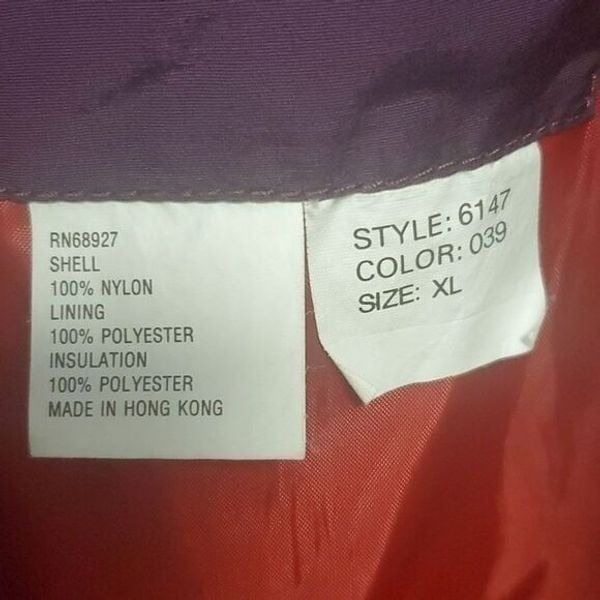 RN68927
SHELL
100% NYLON
LINING
100% POLYESTER
INSULATION
100% POLYESTER
MADE IN HONG KONG
STYLE: 6147
COLOR: 039
SIZE: XL